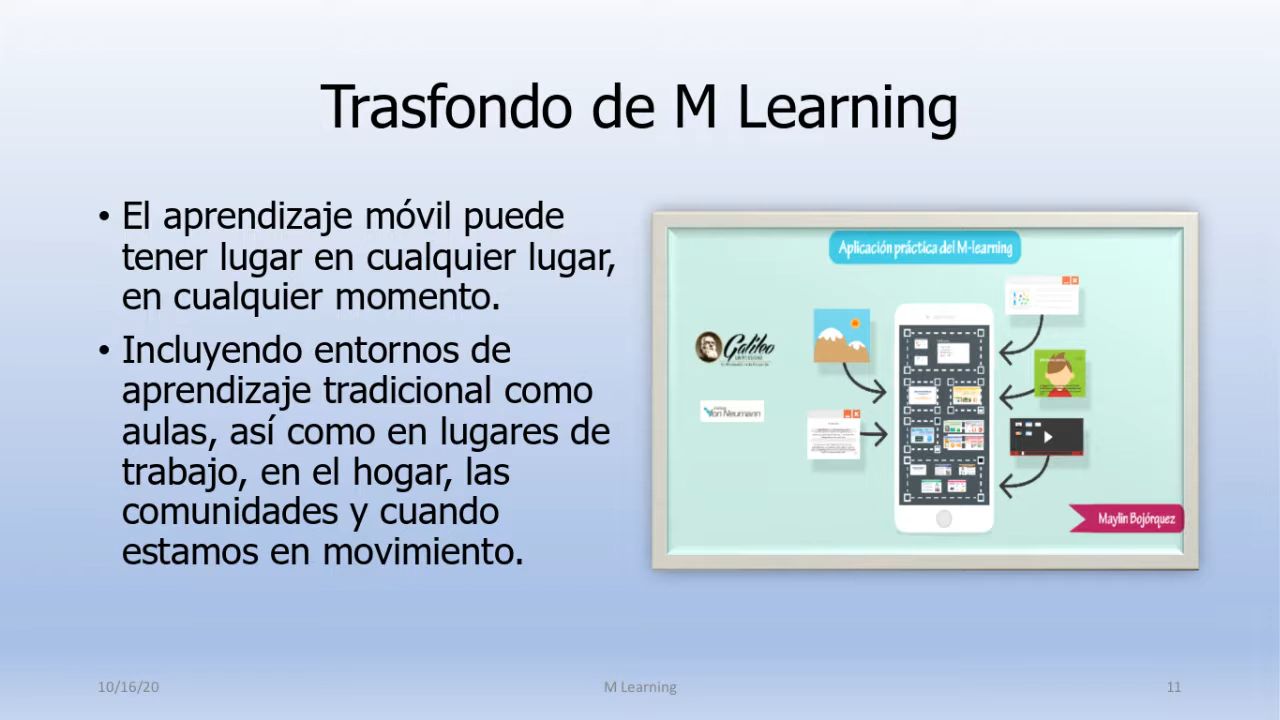 Trasfondo de M Learning
• El aprendizaje móvil puede
tener lugar en cualquier lugar,
en cualquier momento.
• Incluyendo entornos de
aprendizaje tradicional como
aulas, así como en lugares de
trabajo, en el hogar, las
comunidades y cuando
estamos en movimiento.
Aplicación práctica del M-learning
Galileo
Von Neumann
Maylin Bojórquez
10/16/20
M Learning
11